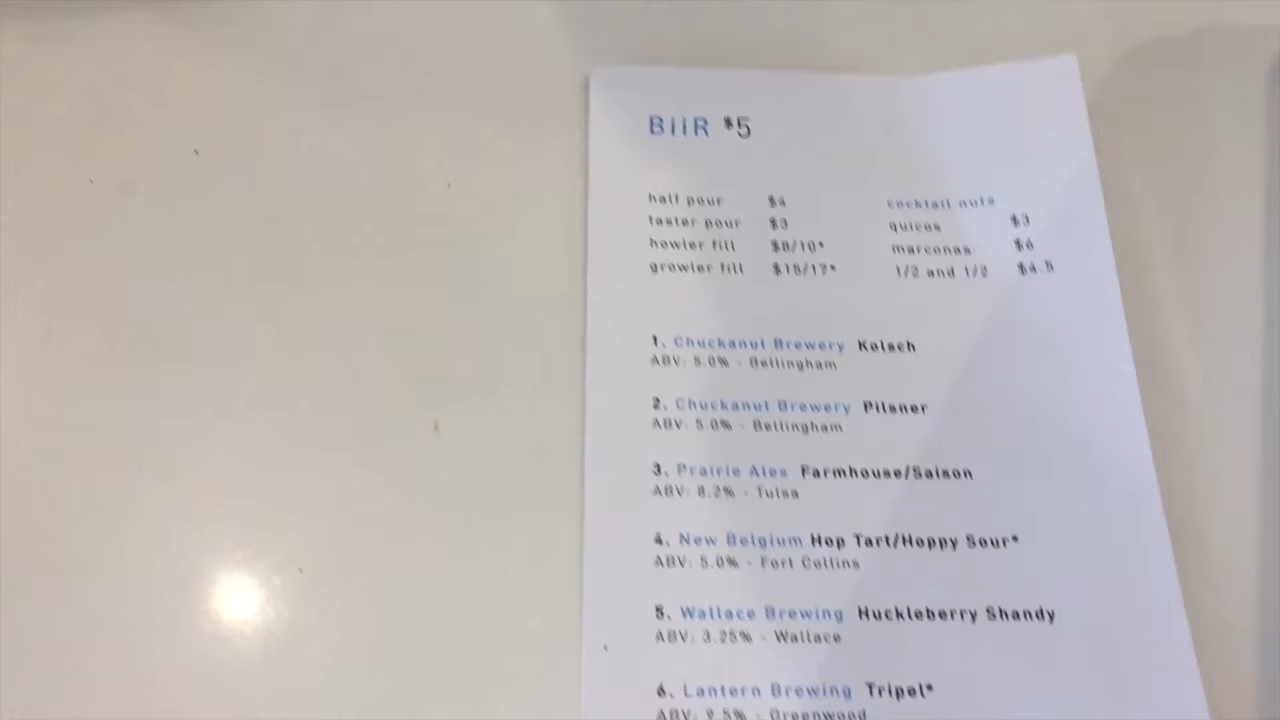 BiiR $5
half pour $4
taster pour $3
howler fill $8/10*
growler fill $15/17*
cocktail nuts
quicos $3
marconas $6
1/2 and 1/2 $4.5
1. Chuckanut Brewery Kolsch
ABV: 5.0% - Bellingham
2. Chuckanut Brewery Pilsner
ABV: 5.0% - Bellingham
3. Prairie Ales Farmhouse/Saison
ABV: 8.2% - Tulsa
4. New Belgium Hop Tart/Hoppy Sour*
ABV: 5.0% - Fort Collins
5. Wallace Brewing Huckleberry Shandy
ABV: 3.25% - Wallace
6. Lantern Brewing Tripel*
ABV: 9.5% - Greenwood